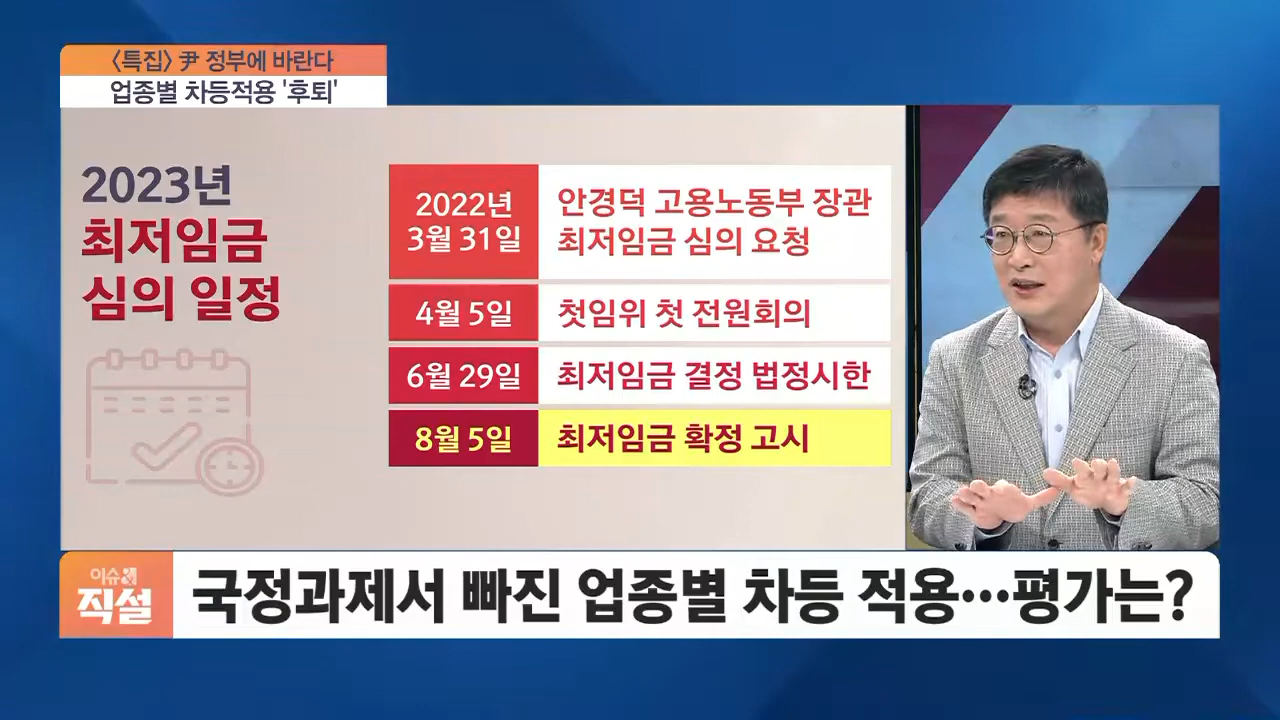 〈특집〉 尹 정부에 바란다
업종별 차등적용 '후퇴'
2023년
최저임금
심의 일정
2022년
3월 31일
안경덕 고용노동부 장관
최저임금 심의 요청
4월 5일
첫임위 첫 전원회의
6월 29일
최저임금 결정 법정시한
8월 5일
최저임금 확정 고시
이슈&
직설
국정과제서 빠진 업종별 차등 적용…평가는?